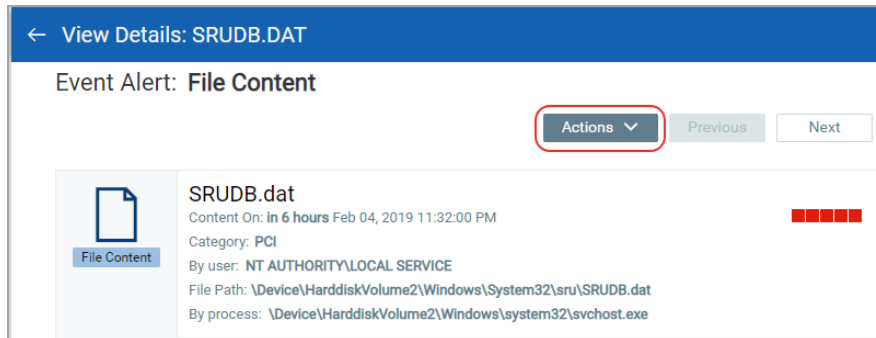 ← View Details: SRUDB.DAT
Event Alert: File Content
Actions Previous Next
SRUDB.dat
Content On: in 6 hours Feb 04, 2019 11:32:00 PM
Category: PCI
File Content
By user: NT AUTHORITY\LOCAL SERVICE
File Path: \Device\HarddiskVolume2\Windows\System32\sru\SRUDB.dat
By process: \Device\HarddiskVolume2\Windows\system32\svchost.exe